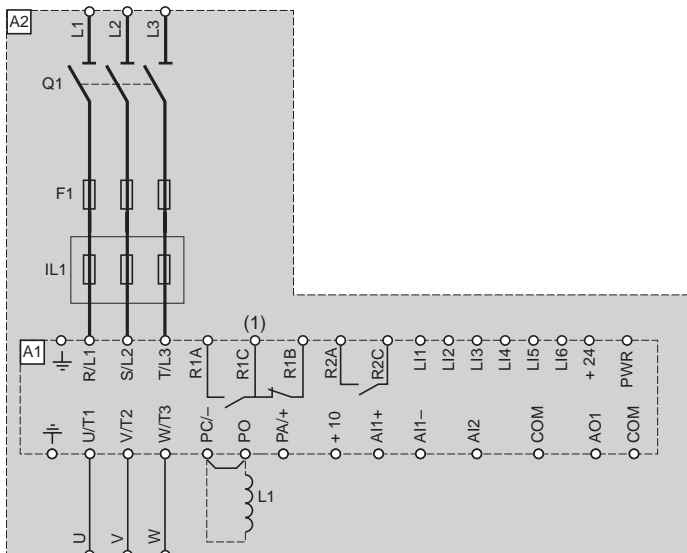 A2
L1 L2 L3
Q1
F1
IL1
(1)
A1
R/L1 S/L2 T/L3 R1A R1C R1B R2A R2C LI1 LI2 LI3 LI4 LI5 LI6 + 24 PWR
U/T1 V/T2 W/T3 PC/– PO PA/+ + 10 AI1+ AI1– AI2 COM AO1 COM
L1
U V W